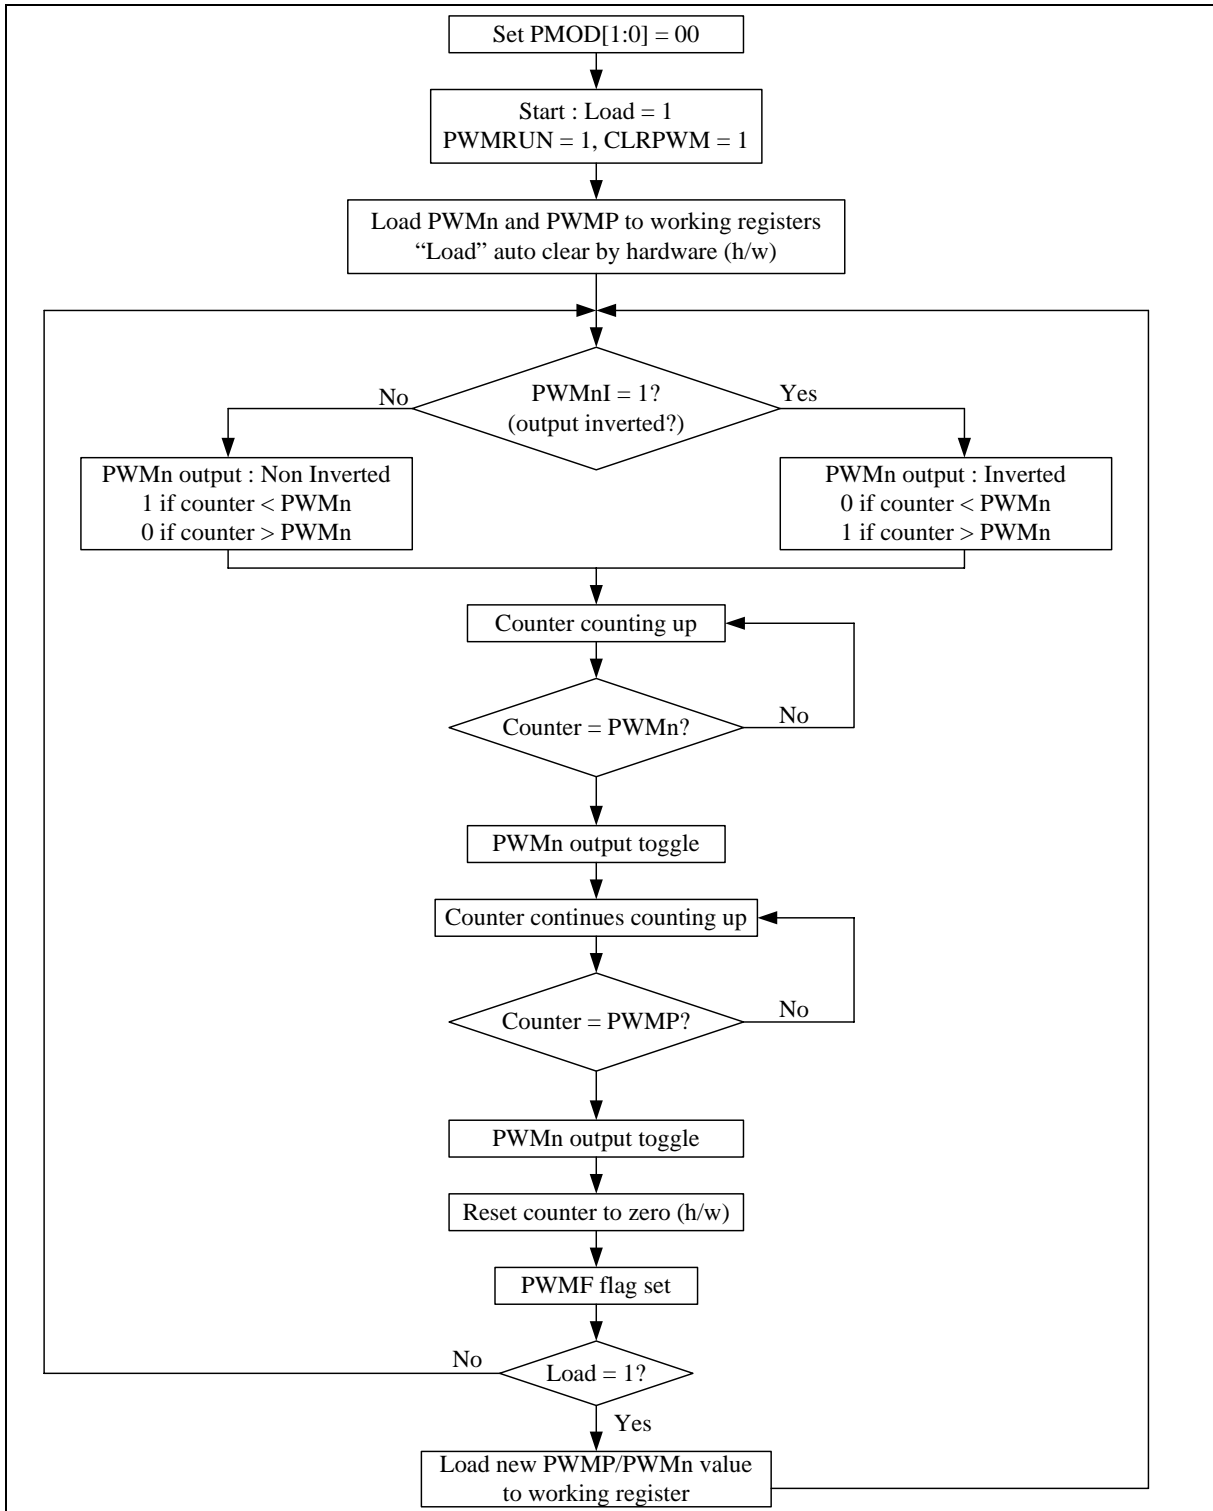 Set PMOD[1:0] = 00
Start : Load = 1
PWMRUN = 1, CLRPWM = 1
Load PWMn and PWMP to working registers
“Load” auto clear by hardware (h/w)
PWMnI = 1?
(output inverted?)
No
Yes
PWMn output : Non Inverted
1 if counter < PWMn
0 if counter > PWMn
PWMn output : Inverted
0 if counter < PWMn
1 if counter > PWMn
Counter counting up
Counter = PWMn?
No
PWMn output toggle
Counter continues counting up
Counter = PWMP?
No
PWMn output toggle
Reset counter to zero (h/w)
PWMF flag set
Load = 1?
No
Yes
Load new PWMP/PWMn value
to working register